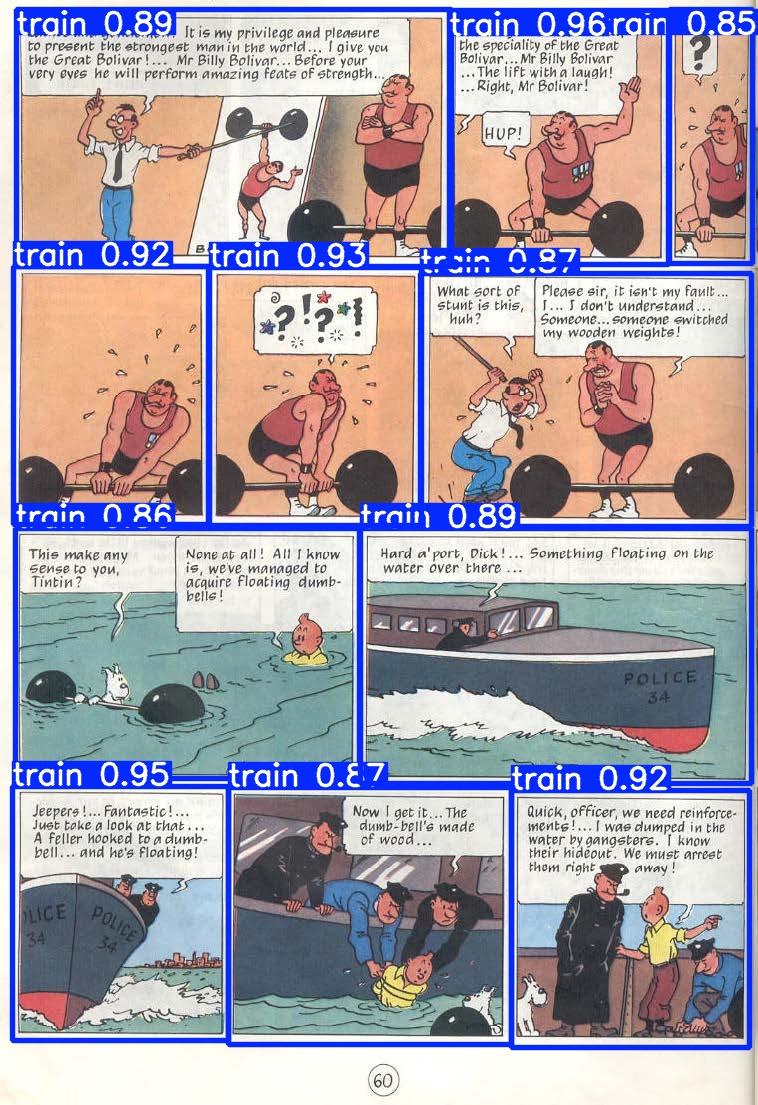 train 0.89
It is my privilege and pleasure
to present the strongest man in the world... I give you
the Great Bolivar!... Mr Billy Bolivar... Before your
very eyes he will perform amazing feats of strength...
train 0.96
the speciality of the Great
Bolivar... Mr Billy Bolivar
...The lift with a laugh!
...Right, Mr Bolivar!
HUP!
rain 0.85
?
train 0.92
train 0.93
?!?!
train 0.87
What sort of
stunt is this,
huh?
Please sir, it isn't my fault...
I... I don't understand...
Someone...someone switched
my wooden weights!
train 0.86
This make any
sense to you,
Tintin?
None at all! All I know
is, we've managed to
acquire floating dumb-
bells!
train 0.89
Hard a'port, Dick!... Something floating on the
water over there ...
POLICE
34
train 0.95
Jeepers!...Fantastic!...
Just take a look at that...
A feller hooked to a dumb-
bell... and he's floating!
LICE
34
POLICE
34
train 0.87
Now I get it... The
dumb-bell's made
of wood...
train 0.92
Quick, officer, we need reinforce-
ments!... I was dumped in the
water by gangsters. I know
their hideout. We must arrest
them right away!
60